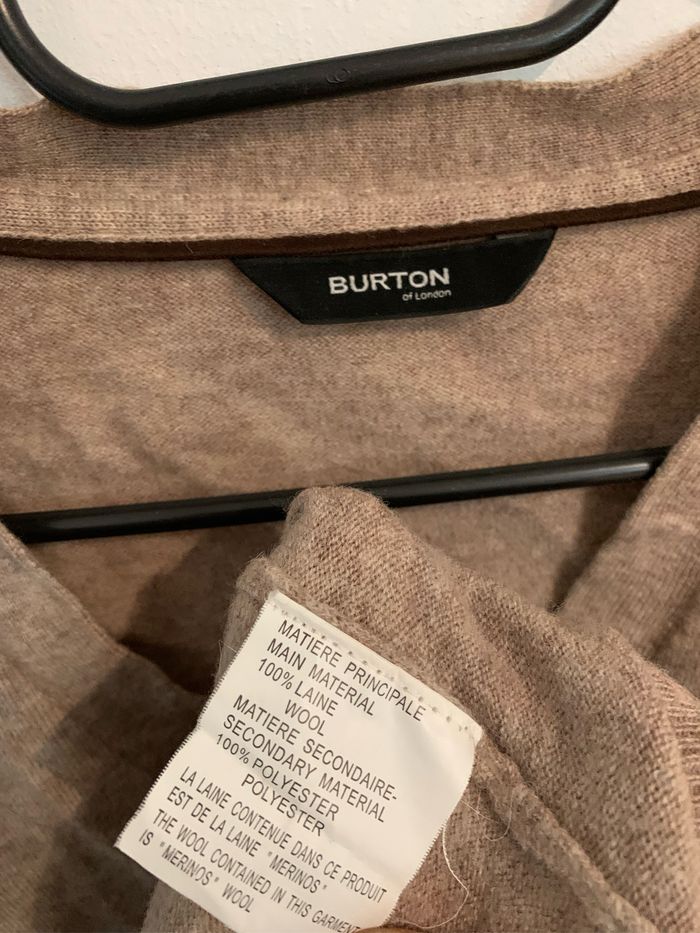 BURTON
of London
MATIERE PRINCIPALE
MAIN MATERIAL
100% LAINE
WOOL
MATIERE SECONDAIRE-
SECONDARY MATERIAL
100% POLYESTER
POLYESTER
LA LAINE CONTENUE DANS CE PRODUIT
EST DE LA LAINE "MERINOS"
THE WOOL CONTAINED IN THIS GARMENT
IS "MERINOS" WOOL